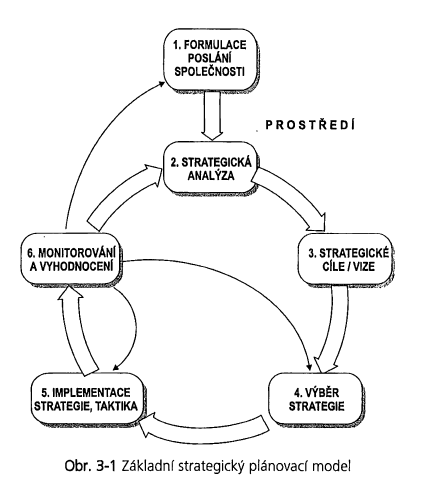 1. FORMULACE
POSLÁNÍ
SPOLEČNOSTI
PROSTŘEDÍ
2. STRATEGICKÁ
ANALÝZA
3. STRATEGICKÉ
CÍLE / VIZE
4. VÝBĚR
STRATEGIE
5. IMPLEMENTACE
STRATEGIE, TAKTIKA
6. MONITOROVÁNÍ
A VYHODNOCENÍ
Obr. 3-1 Základní strategický plánovací model